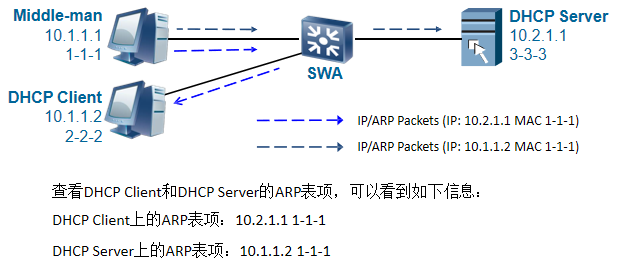 Middle-man
10.1.1.1
1-1-1
DHCP Server
10.2.1.1
3-3-3
SWA
DHCP Client
10.1.1.2
2-2-2
IP/ARP Packets (IP: 10.2.1.1 MAC 1-1-1)
IP/ARP Packets (IP: 10.1.1.2 MAC 1-1-1)
查看DHCP Client和DHCP Server的ARP表项，可以看到如下信息：
DHCP Client上的ARP表项：10.2.1.1 1-1-1
DHCP Server上的ARP表项：10.1.1.2 1-1-1